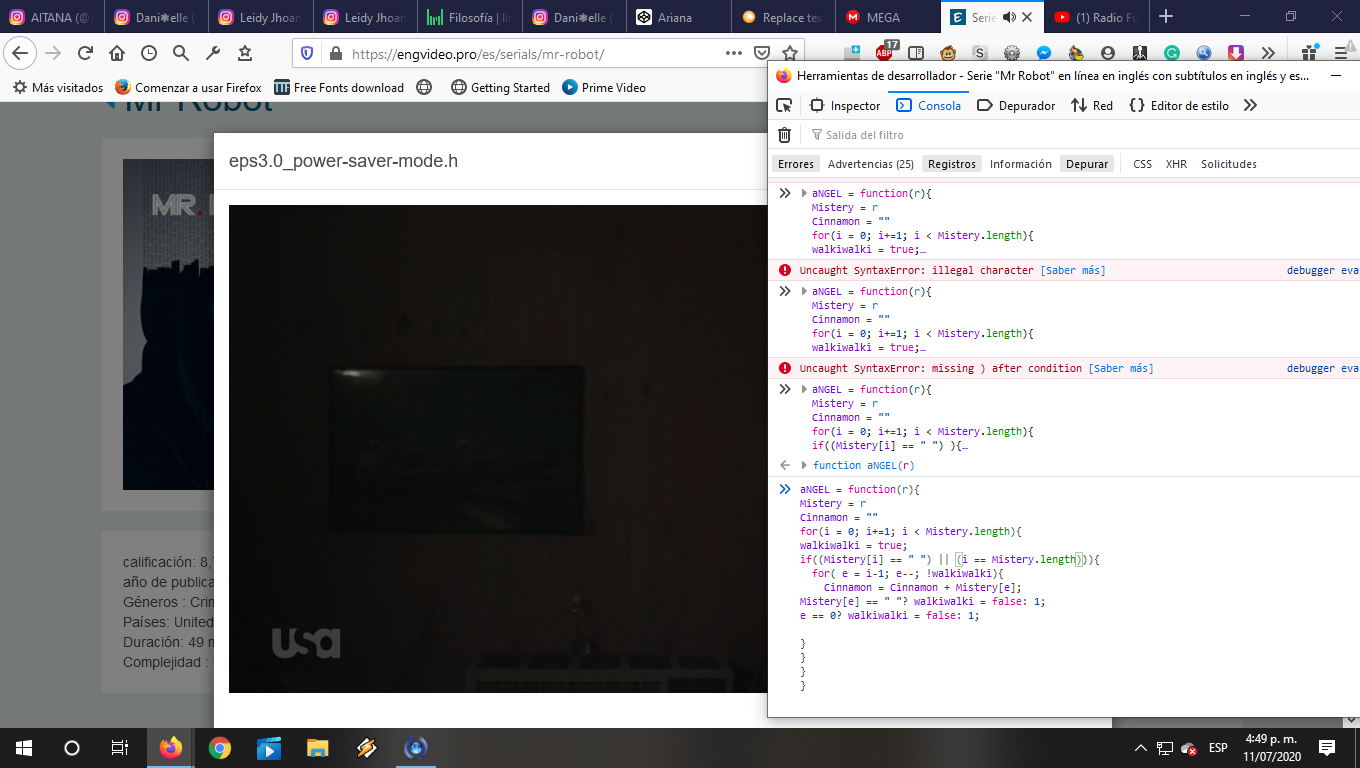 AITANA (@
Dani❃elle (
Leidy Jhoan
Leidy Jhoan
Filosofía | li
Dani❃elle (
Ariana
Replace tex
MEGA
Serie
(1) Radio Fu
https://engvideo.pro/es/serials/mr-robot/
17
ABP
Más visitados
Comenzar a usar Firefox
Free Fonts download
Getting Started
Prime Video
Mr Robot
eps3.0_power-saver-mode.h
MR.
usa
calificación: 8,
año de publica
Géneros : Crin
Países: United
Duración: 49 m
Complejidad :
Herramientas de desarrollador - Serie "Mr Robot" en línea en inglés con subtítulos en inglés y es...
Inspector
Consola
Depurador
Red
Editor de estilo
Salida del filtro
Errores
Advertencias (25)
Registros
Información
Depurar
CSS
XHR
Solicitudes
aNGEL = function(r){
Mistery = r
Cinnamon = ""
for(i = 0; i+=1; i < Mistery.length){
walkiwalki = true;…
Uncaught SyntaxError: illegal character [Saber más]
debugger eva
aNGEL = function(r){
Mistery = r
Cinnamon = ""
for(i = 0; i+=1; i < Mistery.length){
walkiwalki = true;…
Uncaught SyntaxError: missing ) after condition [Saber más]
debugger eva
aNGEL = function(r){
Mistery = r
Cinnamon = ""
for(i = 0; i+=1; i < Mistery.length){
if((Mistery[i] == " ") ){…
function aNGEL(r)
aNGEL = function(r){
Mistery = r
Cinnamon = ""
for(i = 0; i+=1; i < Mistery.length){
walkiwalki = true;
if((Mistery[i] == " ") || (i == Mistery.length))){
for( e = i-1; e--; !walkiwalki){
Cinnamon = Cinnamon + Mistery[e];
Mistery[e] == " "? walkiwalki = false: 1;
e == 0? walkiwalki = false: 1;
}
}
}
}
ESP
4:49 p. m.
11/07/2020